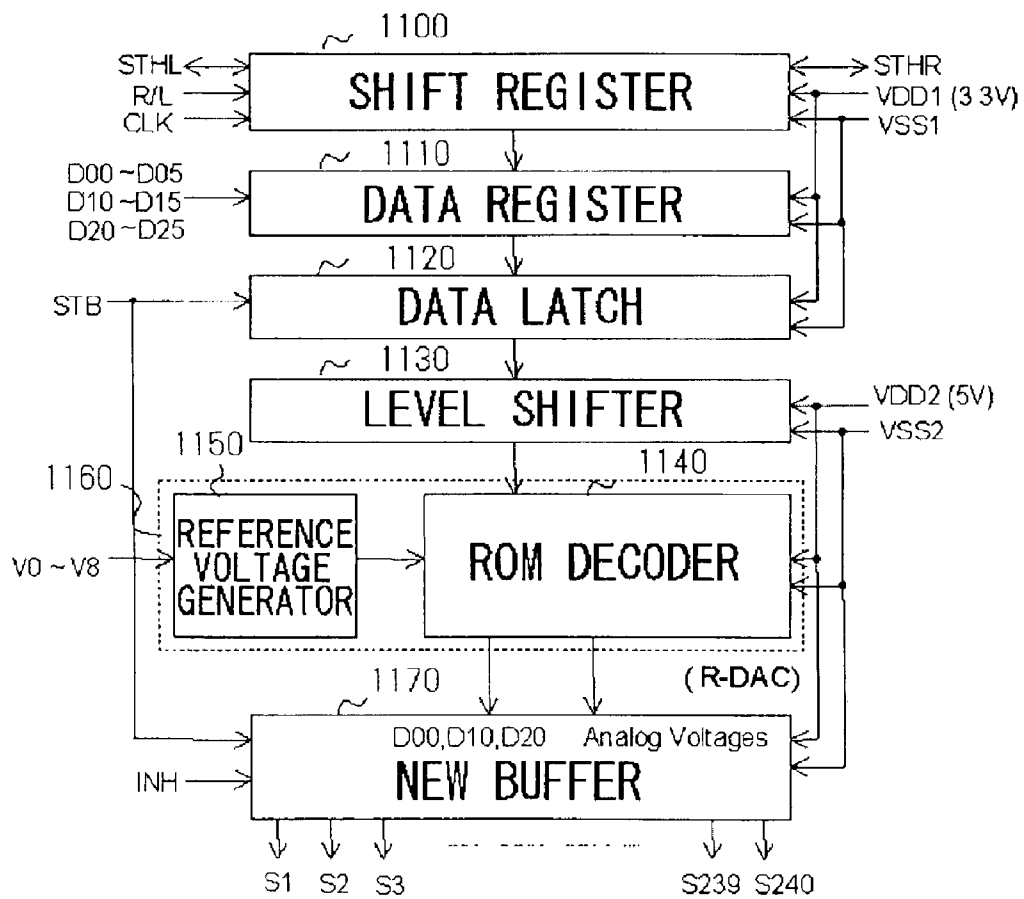 1100
STHL
R/L
CLK
SHIFT REGISTER
STHR
VDD1 (3 3V)
VSS1
1110
D00 ~D05
D10 ~D15
D20 ~D25
DATA REGISTER
1120
STB
DATA LATCH
1130
LEVEL SHIFTER
VDD2 (5V)
VSS2
1150
1160
1140
V0 ~ V8
REFERENCE
VOLTAGE
GENERATOR
ROM DECODER
(R-DAC)
1170
D00,D10,D20 Analog Voltages
INH
NEW BUFFER
S1 S2 S3 S239 S240